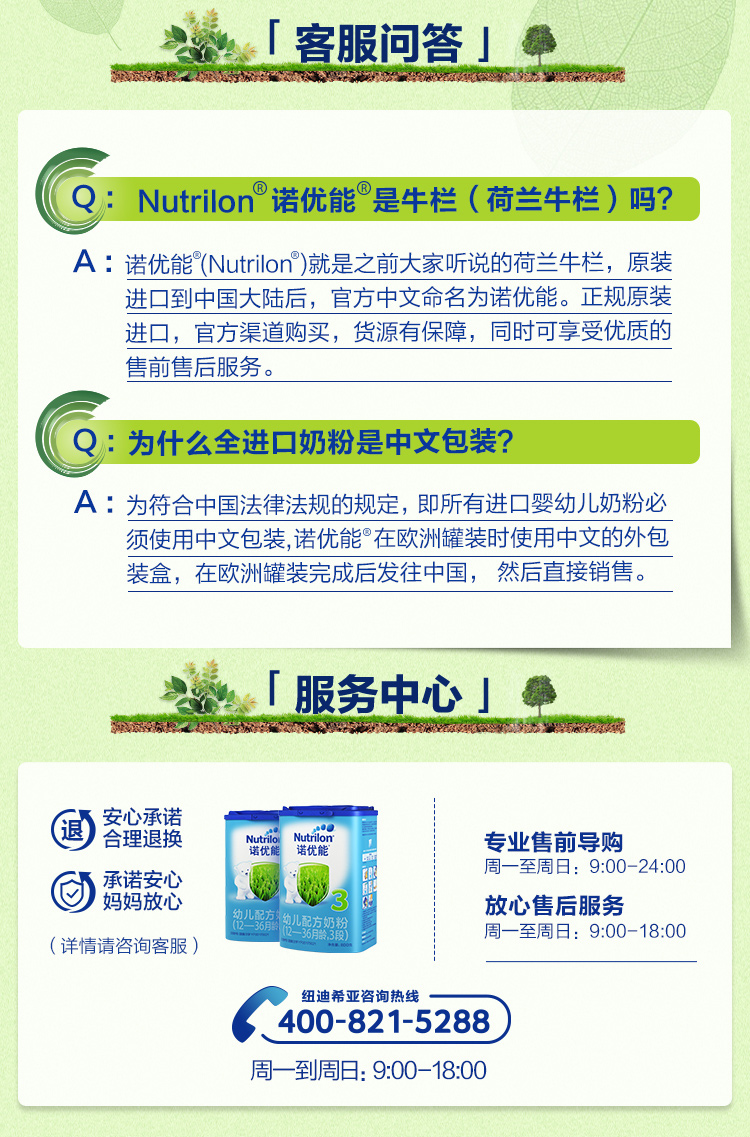 「客服问答」
Q：Nutrilon®诺优能®是牛栏（荷兰牛栏）吗？
A：诺优能®(Nutrilon®)就是之前大家听说的荷兰牛栏，原装
进口到中国大陆后，官方中文命名为诺优能。正规原装
进口，官方渠道购买，货源有保障，同时可享受优质的
售前售后服务。
Q：为什么全进口奶粉是中文包装？
A：为符合中国法律法规的规定，即所有进口婴幼儿奶粉必
须使用中文包装,诺优能®在欧洲罐装时使用中文的外包
装盒，在欧洲罐装完成后发往中国， 然后直接销售。
「服务中心」
退
安心承诺
合理退换
承诺安心
妈妈放心
（详情请咨询客服）
Nutrilon
诺优能
幼儿配方
(12—36月龄
Nutrilon
诺优能
3
幼儿配方奶粉
(12—36月龄,3段)
专业售前导购
周一至周日：9:00-24:00
放心售后服务
周一至周日：9:00-18:00
纽迪希亚咨询热线
400-821-5288
周一到周日: 9:00-18:00